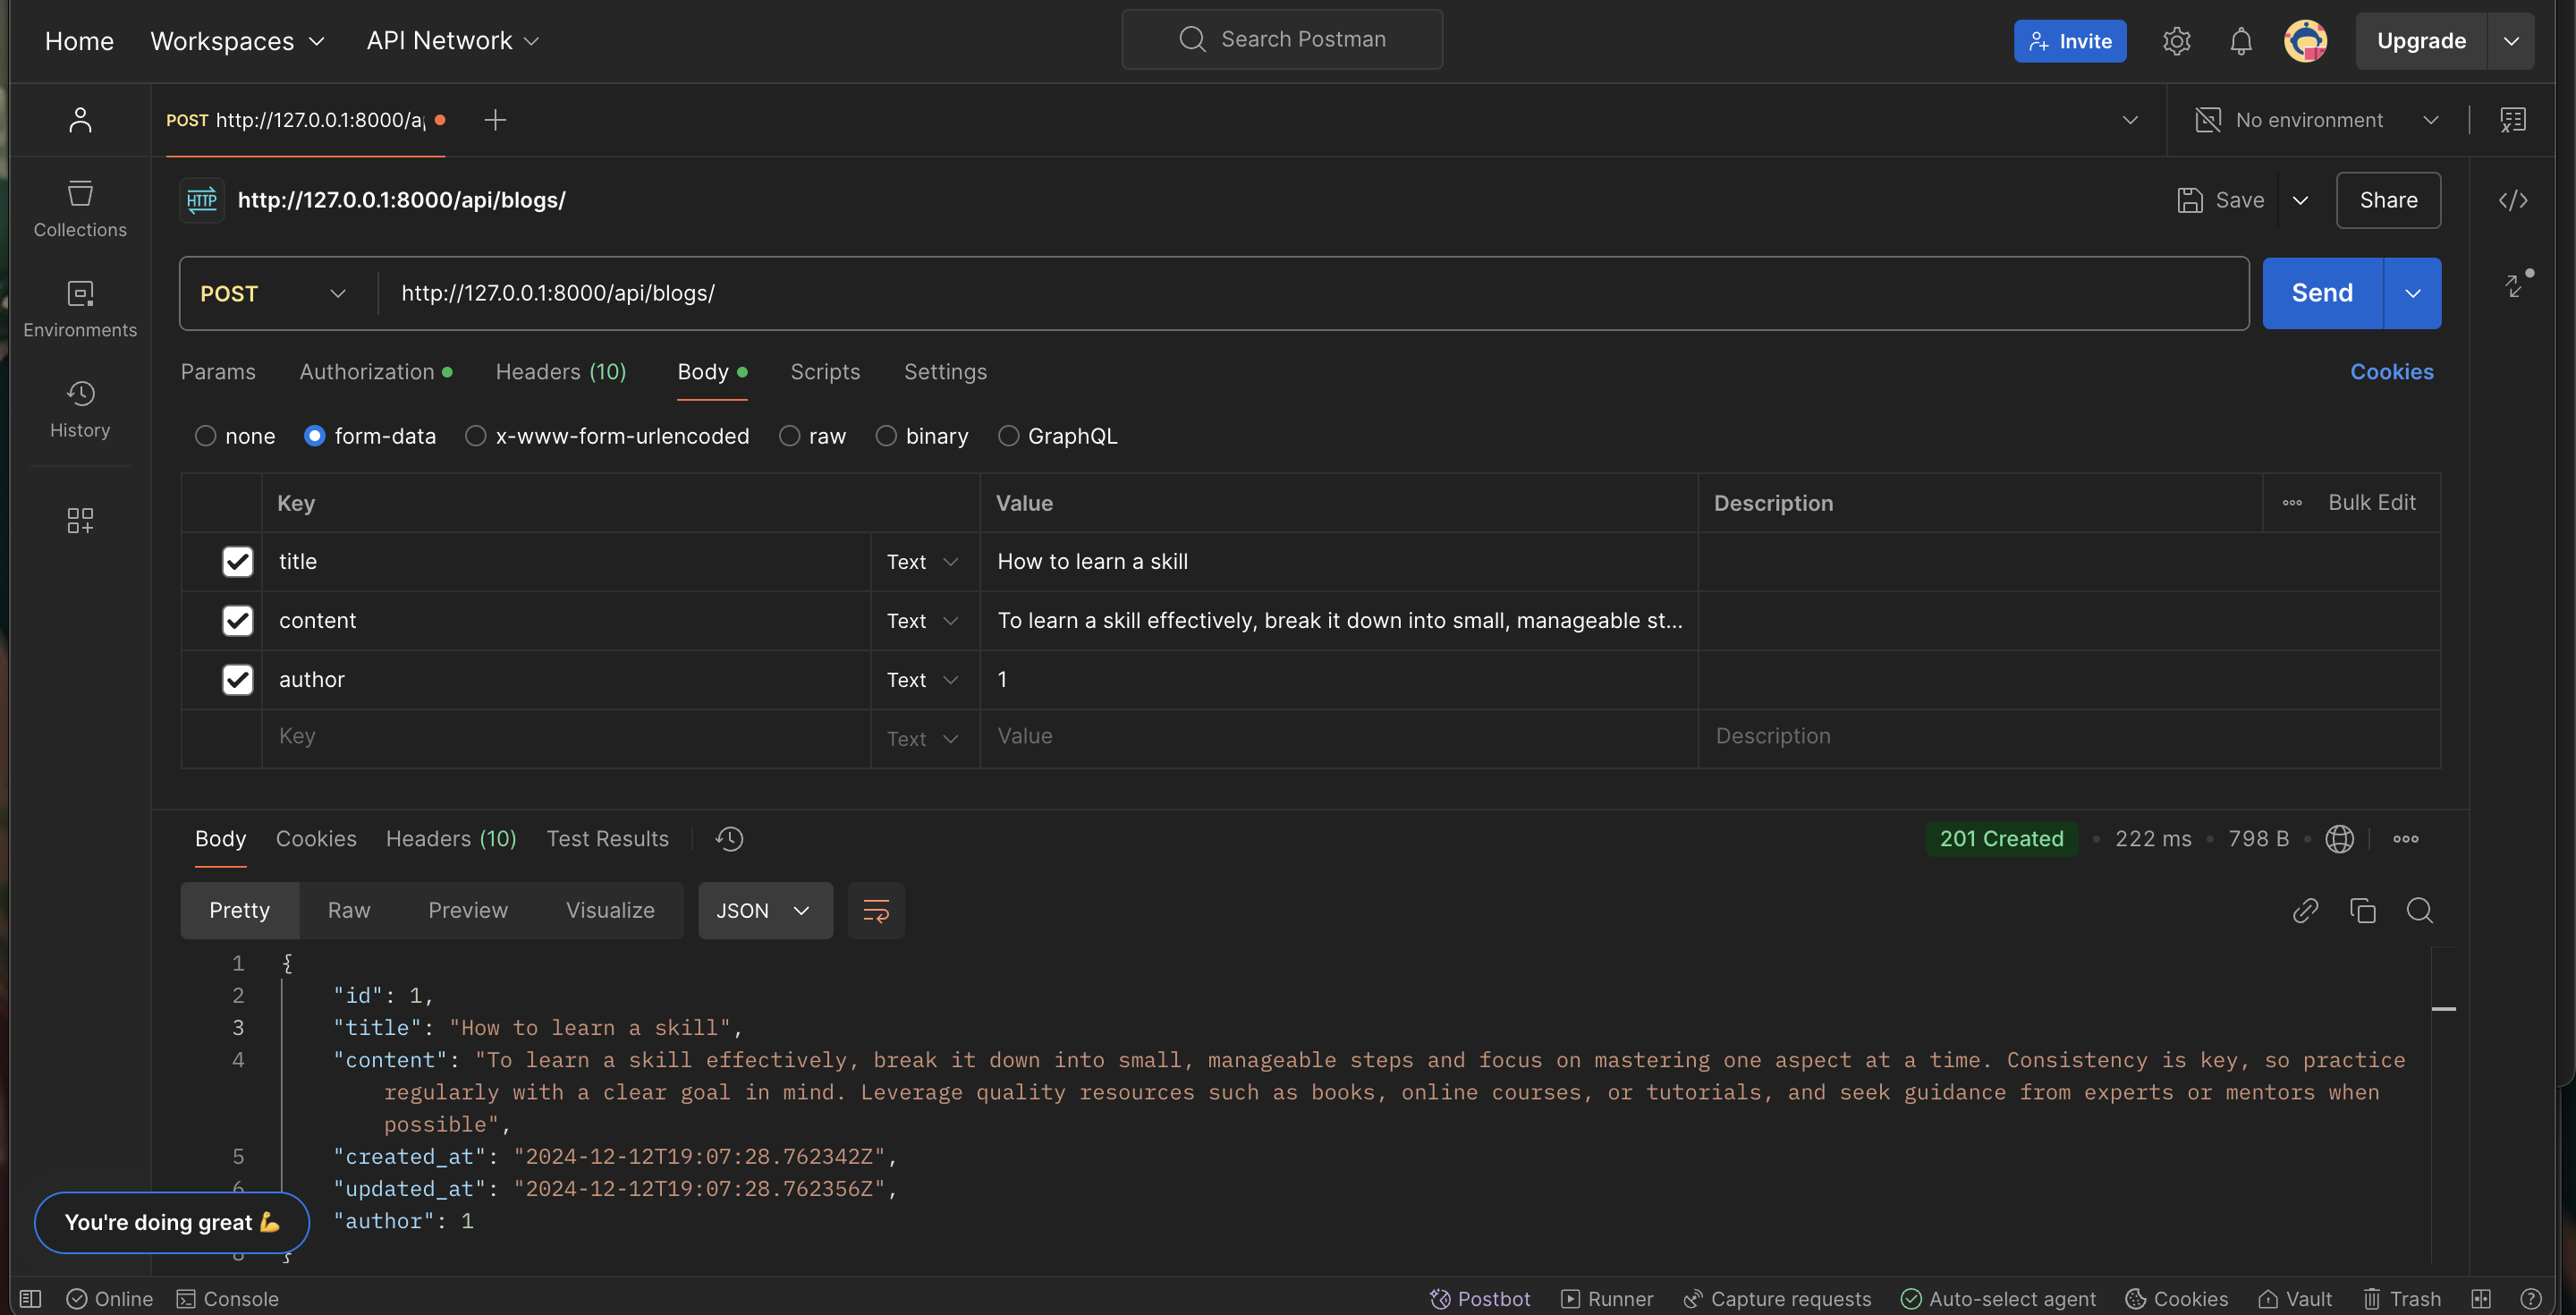 Home Workspaces API Network Search Postman Invite Upgrade
POST http://127.0.0.1:8000/a No environment
HTTP http://127.0.0.1:8000/api/blogs/ Save Share
Collections
POST http://127.0.0.1:8000/api/blogs/ Send
Environments
Params Authorization Headers (10) Body Scripts Settings Cookies
History
none form-data x-www-form-urlencoded raw binary GraphQL
Key Value Description Bulk Edit
title Text How to learn a skill
content Text To learn a skill effectively, break it down into small, manageable st...
author Text 1
Key Text Value Description
Body Cookies Headers (10) Test Results 201 Created 222 ms 798 B
Pretty Raw Preview Visualize JSON
1 {
2 "id": 1,
3 "title": "How to learn a skill",
4 "content": "To learn a skill effectively, break it down into small, manageable steps and focus on mastering one aspect at a time. Consistency is key, so practice
regularly with a clear goal in mind. Leverage quality resources such as books, online courses, or tutorials, and seek guidance from experts or mentors when
possible",
5 "created_at": "2024-12-12T19:07:28.762342Z",
6 "updated_at": "2024-12-12T19:07:28.762356Z",
You're doing great 💪 "author": 1
8 }
Online Console Postbot Runner Capture requests Auto-select agent Cookies Vault Trash